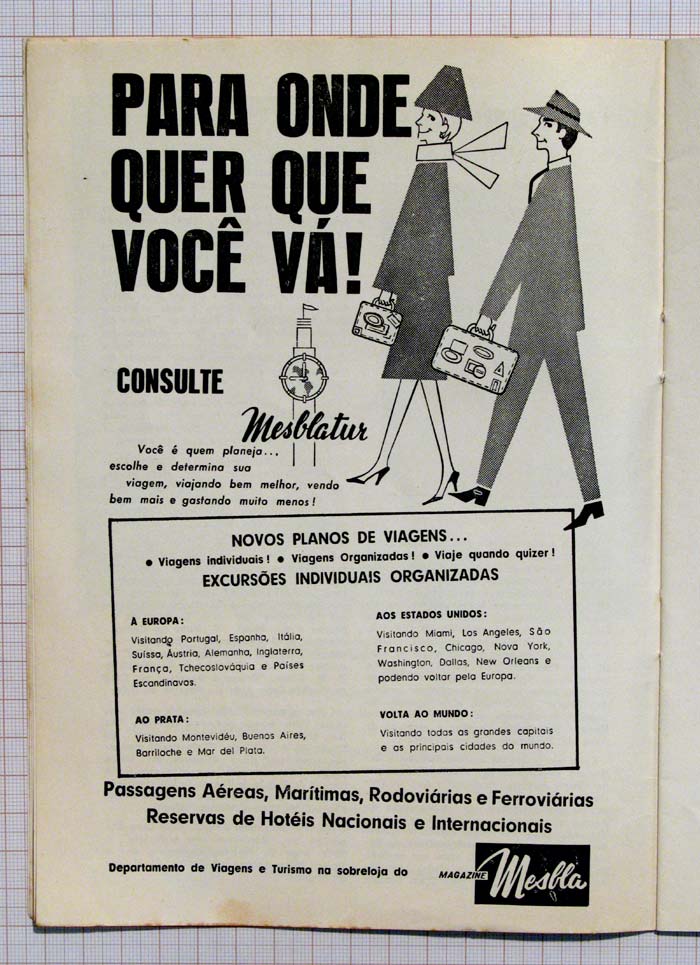 PARA ONDE
QUER QUE
VOCÊ VÁ!
CONSULTE
Mesblatur
Você é quem planeja...
escolhe e determina sua
viagem, viajando bem melhor, vendo
bem mais e gastando muito menos!
NOVOS PLANOS DE VIAGENS...
• Viagens individuais! • Viagens Organizadas! • Viaje quando quizer!
EXCURSÕES INDIVIDUAIS ORGANIZADAS
À EUROPA:
Visitando Portugal, Espanha, Itália,
Suíssa, Áustria, Alemanha, Inglaterra,
França, Tchecoslováquia e Países
Escandinavos.
AOS ESTADOS UNIDOS:
Visitando Miami, Los Angeles, São
Francisco, Chicago, Nova York,
Washington, Dallas, New Orleans e
podendo voltar pela Europa.
AO PRATA:
Visitando Montevidéu, Buenos Aires,
Barriloche e Mar del Plata.
VOLTA AO MUNDO:
Visitando todas as grandes capitais
e as principais cidades do mundo.
Passagens Aéreas, Marítimas, Rodoviárias e Ferroviárias
Reservas de Hotéis Nacionais e Internacionais
Departamento de Viagens e Turismo na sobreloja do
MAGAZINE Mesbla